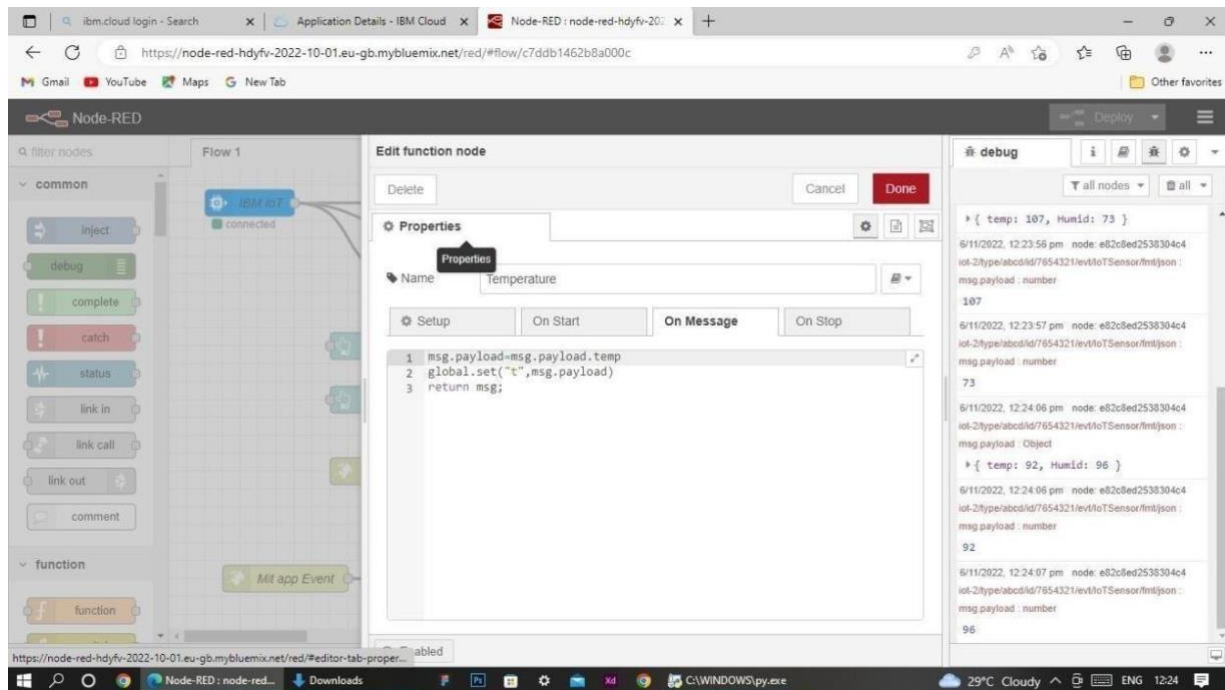 ibm.cloud login - Search
Application Details - IBM Cloud
Node-RED : node-red-hdyfv-202
https://node-red-hdyfv-2022-10-01.eu-gb.mybluemix.net/red/#flow/c7ddb1462b8a000c
Gmail YouTube Maps New Tab Other favorites
Node-RED Deploy
filter nodes
common
inject
debug
complete
catch
status
link in
link call
link out
comment
function
function
Flow 1
IBM IoT
connected
Mit app Event
Edit function node
Delete Cancel Done
Properties
Properties
Name Temperature
Setup On Start On Message On Stop
1 msg.payload=msg.payload.temp
2 global.set("t",msg.payload)
3 return msg;
debug
all nodes all
{ temp: 107, Humid: 73 }
6/11/2022, 12:23:56 pm node: e82c8ed2538304c4
iot-2/type/abcd/id/7654321/evt/IoTSensor/fmt/json :
msg.payload : number
107
6/11/2022, 12:23:57 pm node: e82c8ed2538304c4
iot-2/type/abcd/id/7654321/evt/IoTSensor/fmt/json :
msg.payload : number
73
6/11/2022, 12:24:06 pm node: e82c8ed2538304c4
iot-2/type/abcd/id/7654321/evt/IoTSensor/fmt/json :
msg.payload : Object
{ temp: 92, Humid: 96 }
6/11/2022, 12:24:06 pm node: e82c8ed2538304c4
iot-2/type/abcd/id/7654321/evt/IoTSensor/fmt/json :
msg.payload : number
92
6/11/2022, 12:24:07 pm node: e82c8ed2538304c4
iot-2/type/abcd/id/7654321/evt/IoTSensor/fmt/json :
msg.payload : number
96
https://node-red-hdyfv-2022-10-01.eu-gb.mybluemix.net/red/#editor-tab-proper...
Node-RED : node-red... Downloads Ps Xd C:\WINDOWS\py.exe 29°C Cloudy ENG 12:24